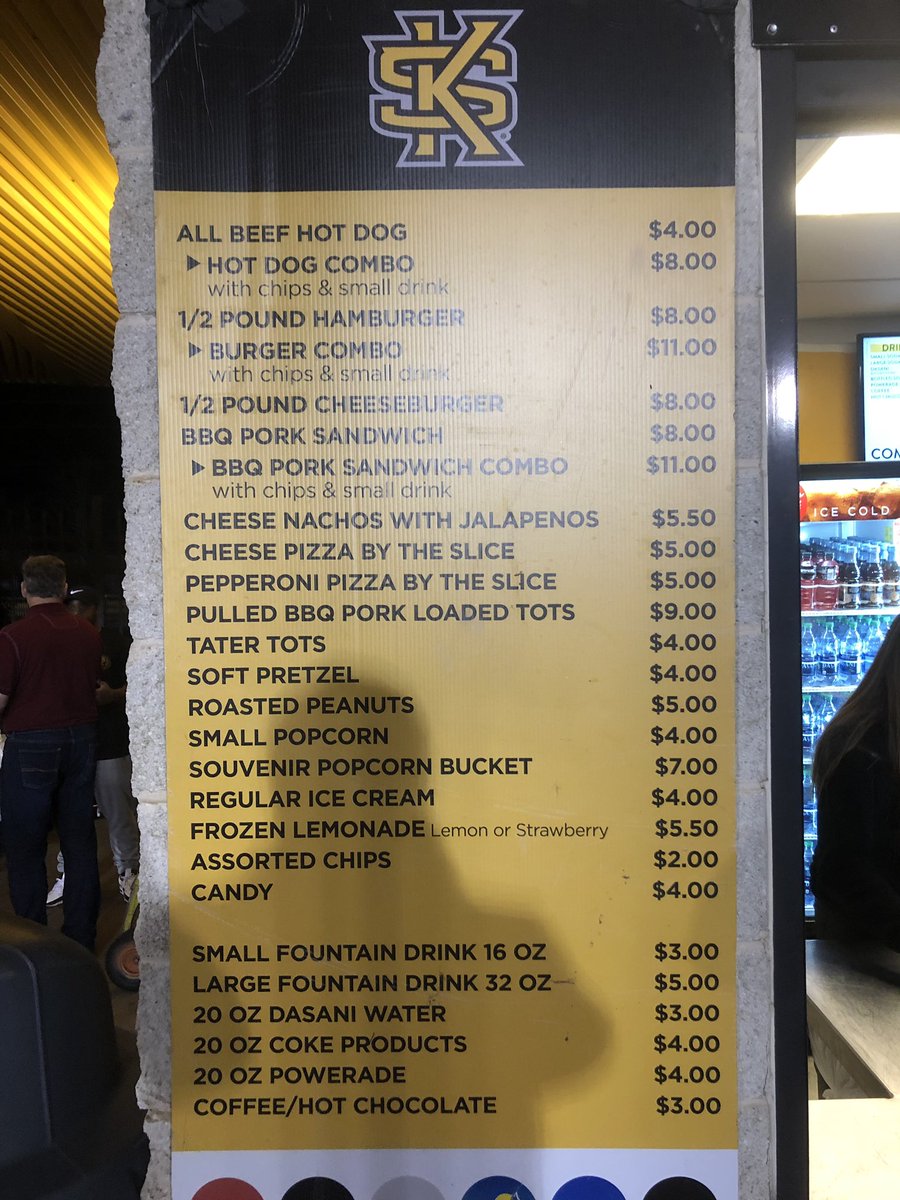 KS
ALL BEEF HOT DOG $4.00
HOT DOG COMBO $8.00
with chips & small drink
1/2 POUND HAMBURGER $8.00
BURGER COMBO $11.00
with chips & small drink
1/2 POUND CHEESEBURGER $8.00
BBQ PORK SANDWICH $8.00
BBQ PORK SANDWICH COMBO $11.00
with chips & small drink
CHEESE NACHOS WITH JALAPENOS $5.50
CHEESE PIZZA BY THE SLICE $5.00
PEPPERONI PIZZA BY THE SLICE $5.00
PULLED BBQ PORK LOADED TOTS $9.00
TATER TOTS $4.00
SOFT PRETZEL $4.00
ROASTED PEANUTS $5.00
SMALL POPCORN $4.00
SOUVENIR POPCORN BUCKET $7.00
REGULAR ICE CREAM $4.00
FROZEN LEMONADE Lemon or Strawberry $5.50
ASSORTED CHIPS $2.00
CANDY $4.00
SMALL FOUNTAIN DRINK 16 OZ $3.00
LARGE FOUNTAIN DRINK 32 OZ $5.00
20 OZ DASANI WATER $3.00
20 OZ COKE PRODUCTS $4.00
20 OZ POWERADE $4.00
COFFEE/HOT CHOCOLATE $3.00
DRI
COM
ICE COLD